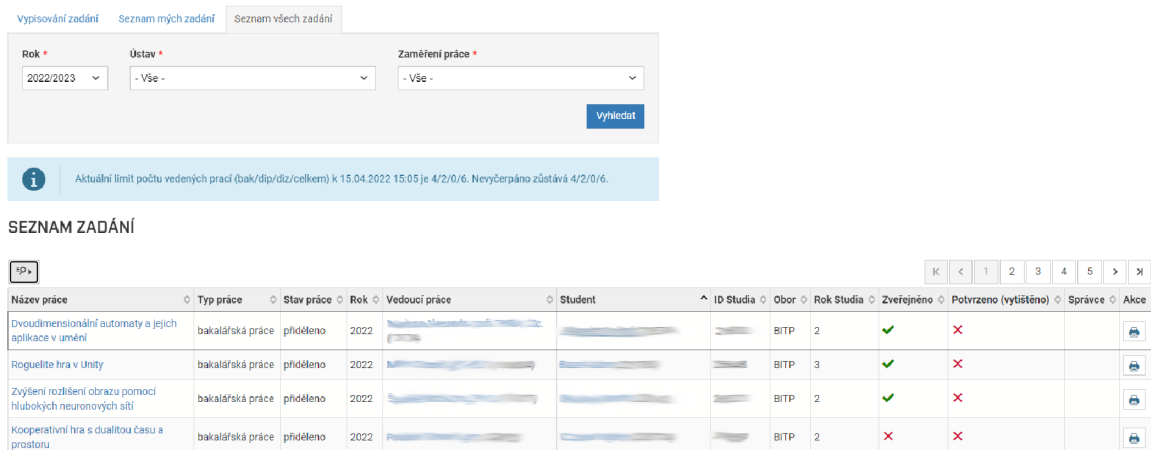 Vypisování zadání Seznam mých zadání Seznam všech zadání
Rok * Ústav * Zaměření práce *
2022/2023 - Vše - - Vše -
Vyhledat
Aktuální limit počtu vedených prací (bak/dip/diz/celkem) k 15.04.2022 15:05 je 4/2/0/6. Nevyčerpáno zůstává 4/2/0/6.
SEZNAM ZADÁNÍ
1 2 3 4 5
Název práce Typ práce Stav práce Rok Vedoucí práce Student ID Studia Obor Rok Studia Zveřejněno Potvrzeno (vytištěno) Správce Akce
Dvoudimensionální automaty a jejich
aplikace v umění bakalářská práce přiděleno 2022 BITP 2
Roguelite hra v Unity bakalářská práce přiděleno 2022 BITP 3
Zvýšení rozlišení obrazu pomocí
hlubokých neuronových sítí bakalářská práce přiděleno 2022 BITP 2
Kooperativní hra s dualitou času a
prostoru bakalářská práce přiděleno 2022 BITP 2